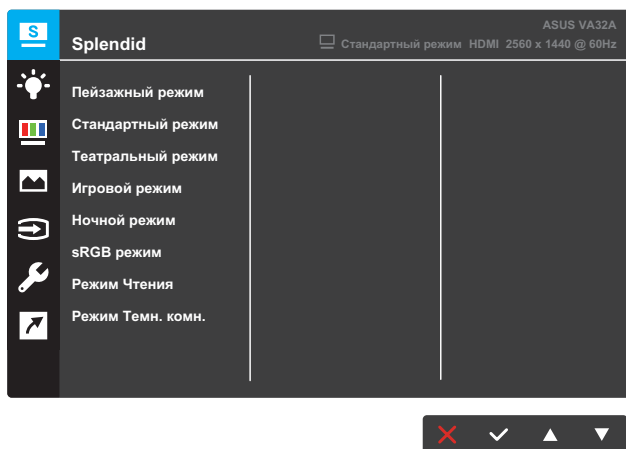 S
ASUS VA32A
Splendid
Стандартный режим HDMI 2560 x 1440 @ 60Hz
Пейзажный режим
Стандартный режим
Театральный режим
Игровой режим
Ночной режим
sRGB режим
Режим Чтения
Режим Темн. комн.